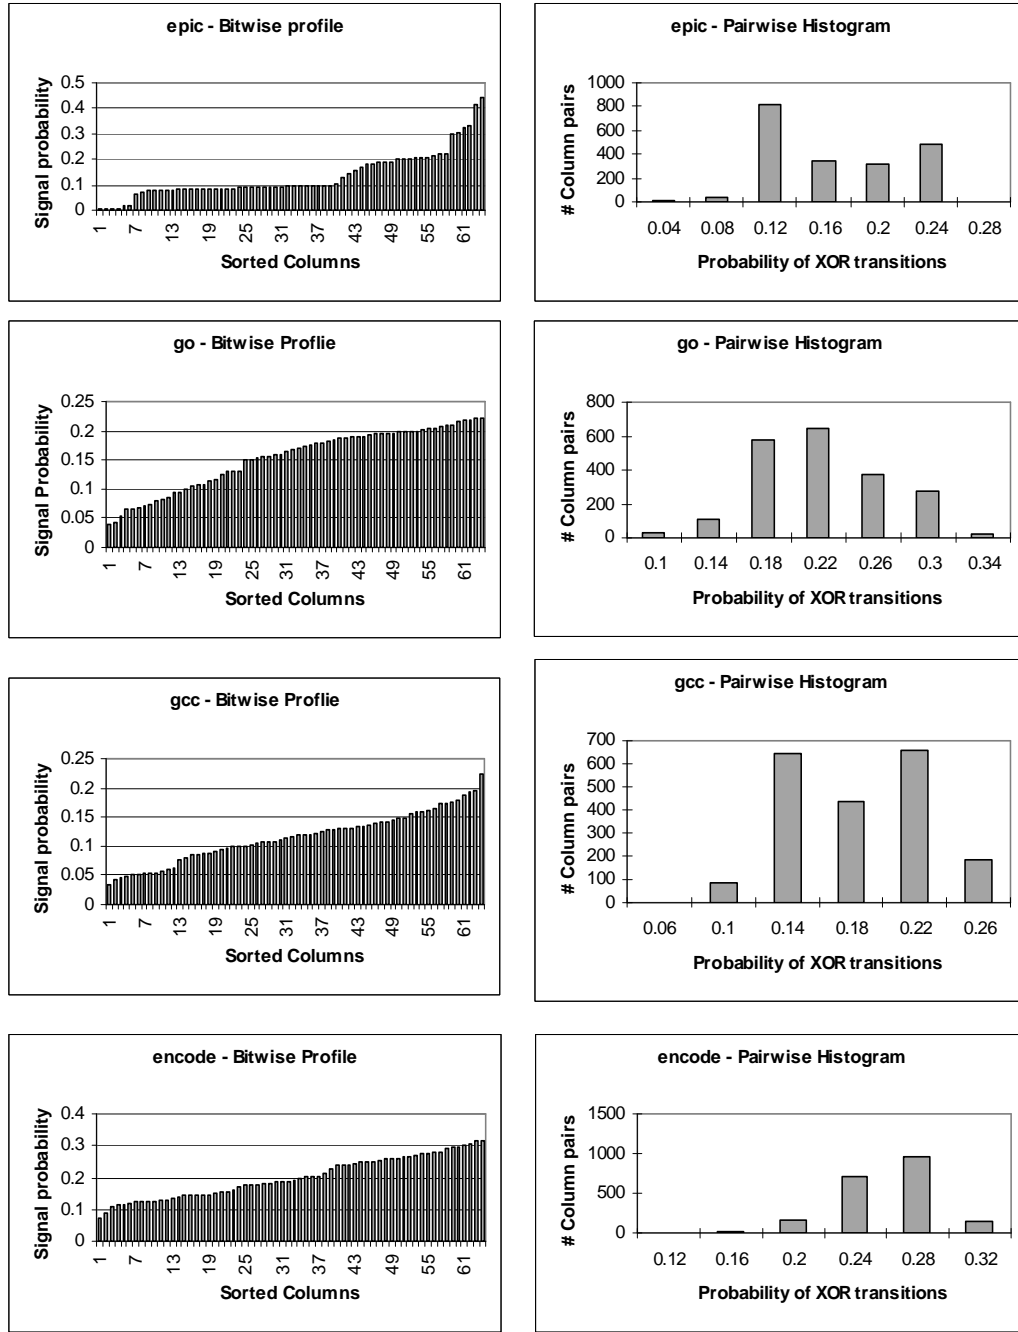 epic - Bitwise profile
Signal probability
0.5
0.4
0.3
0.2
0.1
0
1 7 13 19 25 31 37 43 49 55 61
Sorted Columns
epic - Pairwise Histogram
# Column pairs
1000
800
600
400
200
0
0.04 0.08 0.12 0.16 0.2 0.24 0.28
Probability of XOR transitions
go - Bitwise Proflie
Signal Probability
0.25
0.2
0.15
0.1
0.05
0
1 7 13 19 25 31 37 43 49 55 61
Sorted Columns
go - Pairwise Histogram
# Column pairs
800
600
400
200
0
0.1 0.14 0.18 0.22 0.26 0.3 0.34
Probability of XOR transitions
gcc - Bitwise Proflie
Signal probability
0.25
0.2
0.15
0.1
0.05
0
1 7 13 19 25 31 37 43 49 55 61
Sorted Columns
gcc - Pairwise Histogram
# Column pairs
700
600
500
400
300
200
100
0
0.06 0.1 0.14 0.18 0.22 0.26
Probability of XOR transitions
encode - Bitwise Profile
Signal probability
0.4
0.3
0.2
0.1
0
1 7 13 19 25 31 37 43 49 55 61
Sorted Columns
encode - Pairwise Histogram
# Column pairs
1500
1000
500
0
0.12 0.16 0.2 0.24 0.28 0.32
Probability of XOR transitions